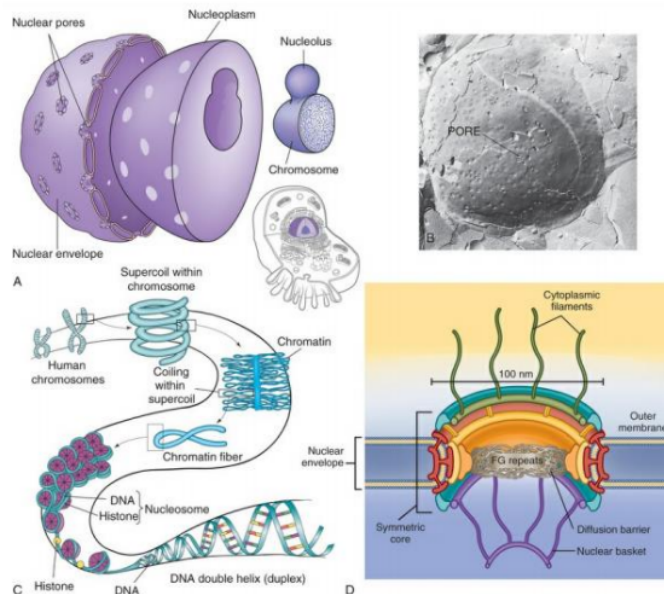 Nuclear pores
Nucleoplasm
Nucleolus
Chromosome
Nuclear envelope
A
PORE
B
Supercoil within
chromosome
Human
chromosomes
Coiling
within
supercoil
Chromatin
Chromatin fiber
DNA
Histone
Nucleosome
Histone
DNA
DNA double helix (duplex)
C
Cytoplasmic
filaments
100 nm
Outer
membrane
Nuclear
envelope
FG repeats
Symmetric
core
Diffusion barrier
Nuclear basket
D